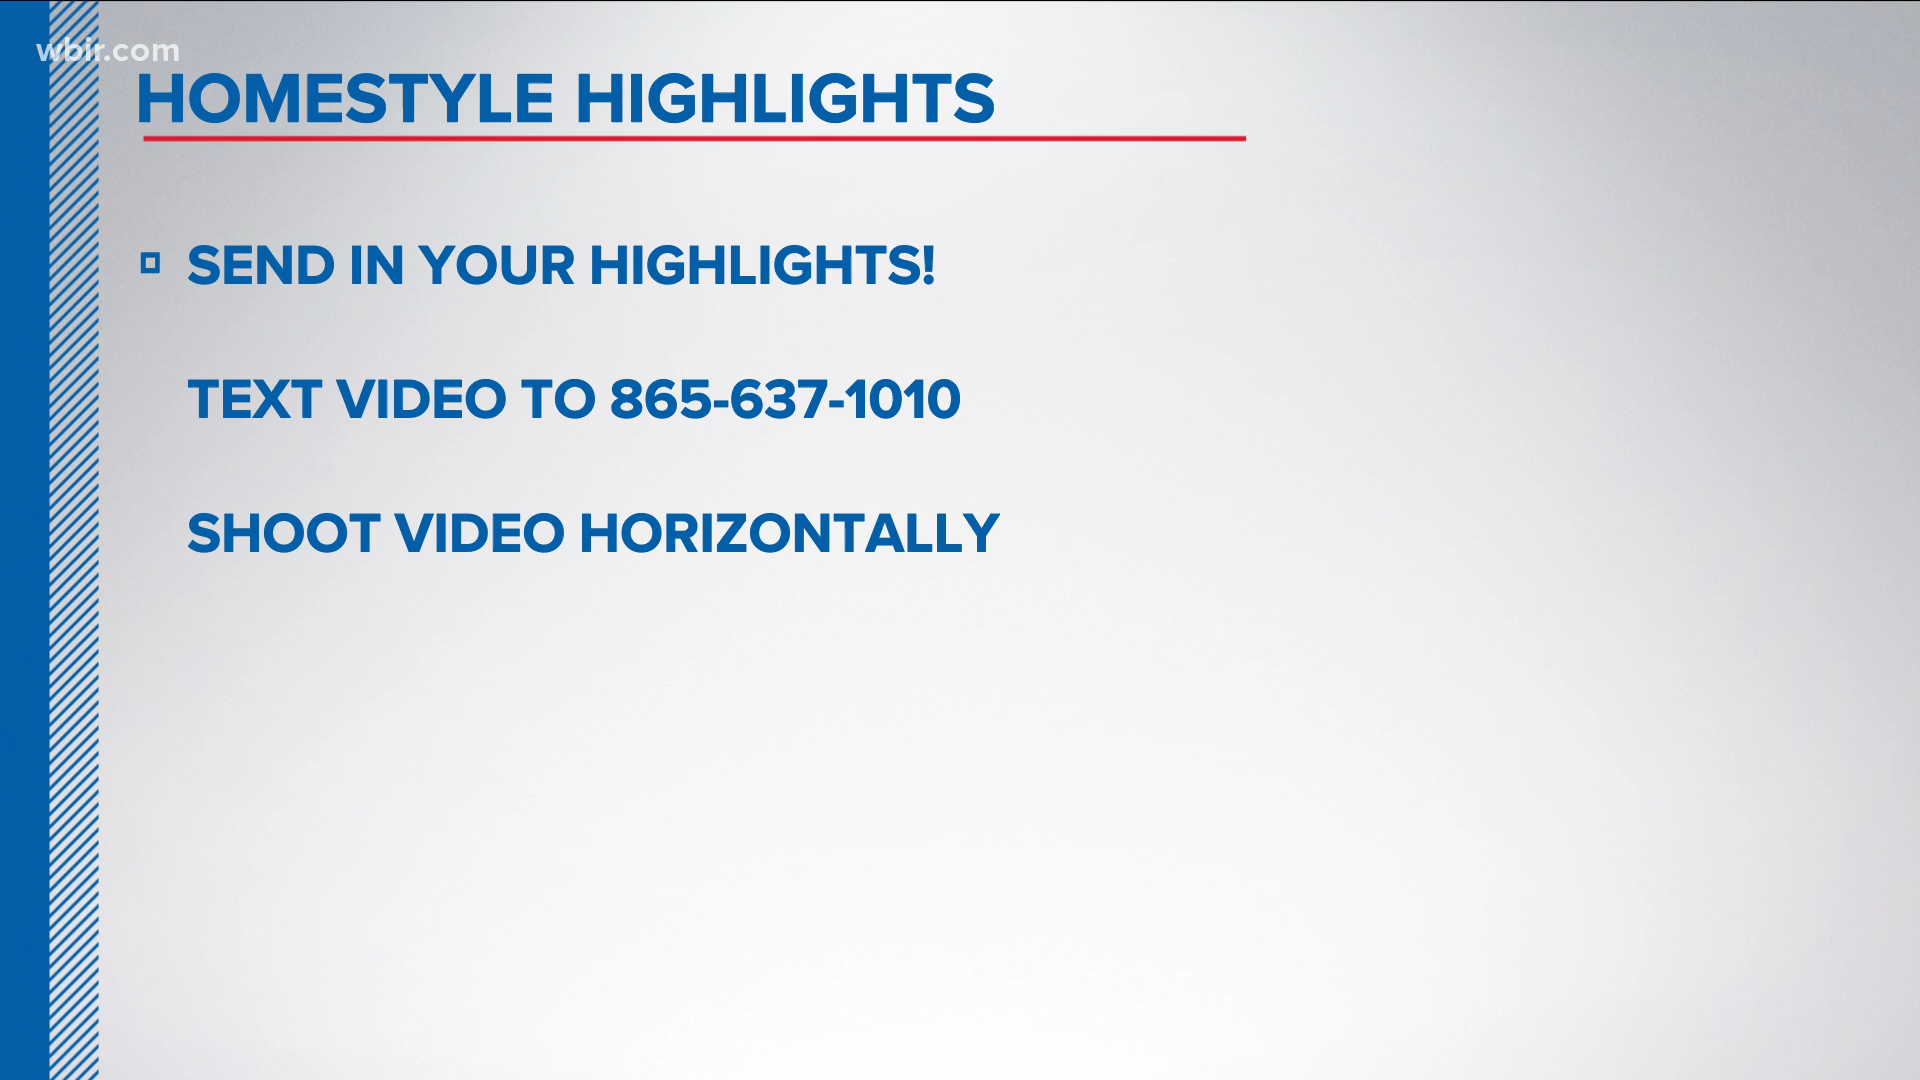 wbir.com
HOMESTYLE HIGHLIGHTS
SEND IN YOUR HIGHLIGHTS!
TEXT VIDEO TO 865-637-1010
SHOOT VIDEO HORIZONTALLY